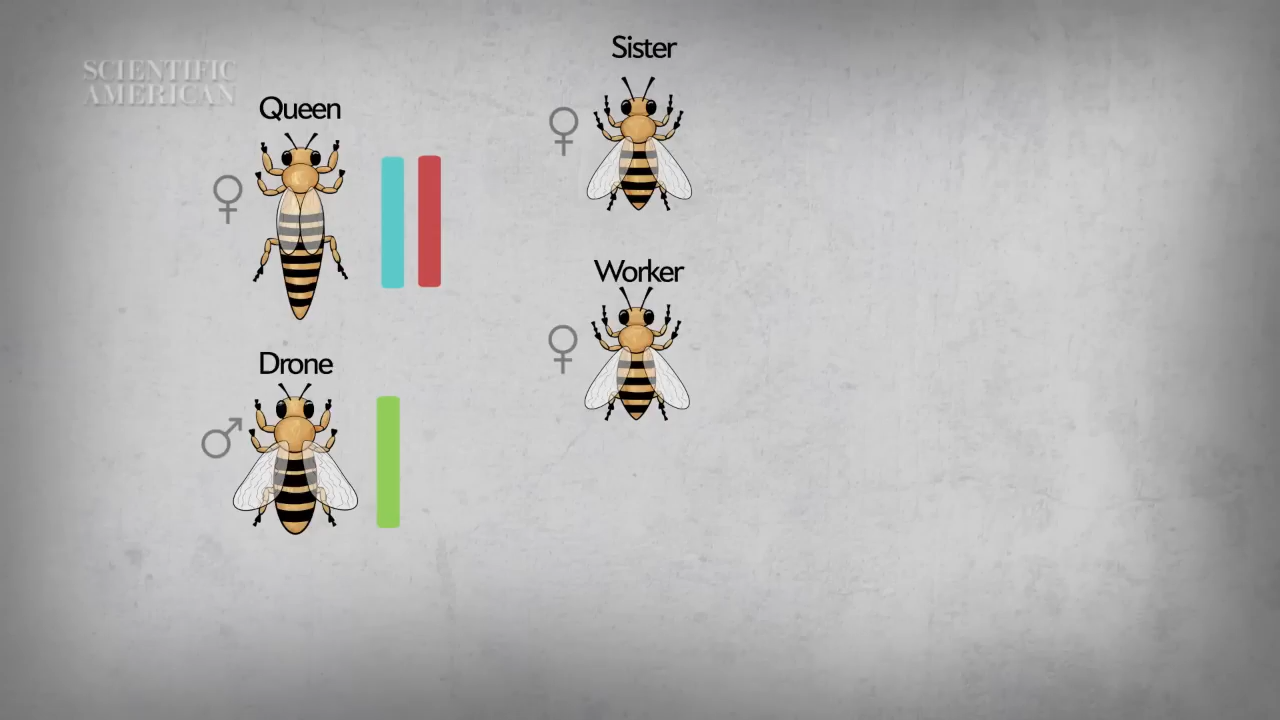 SCIENTIFIC
AMERICAN
Queen
Sister
Drone
Worker